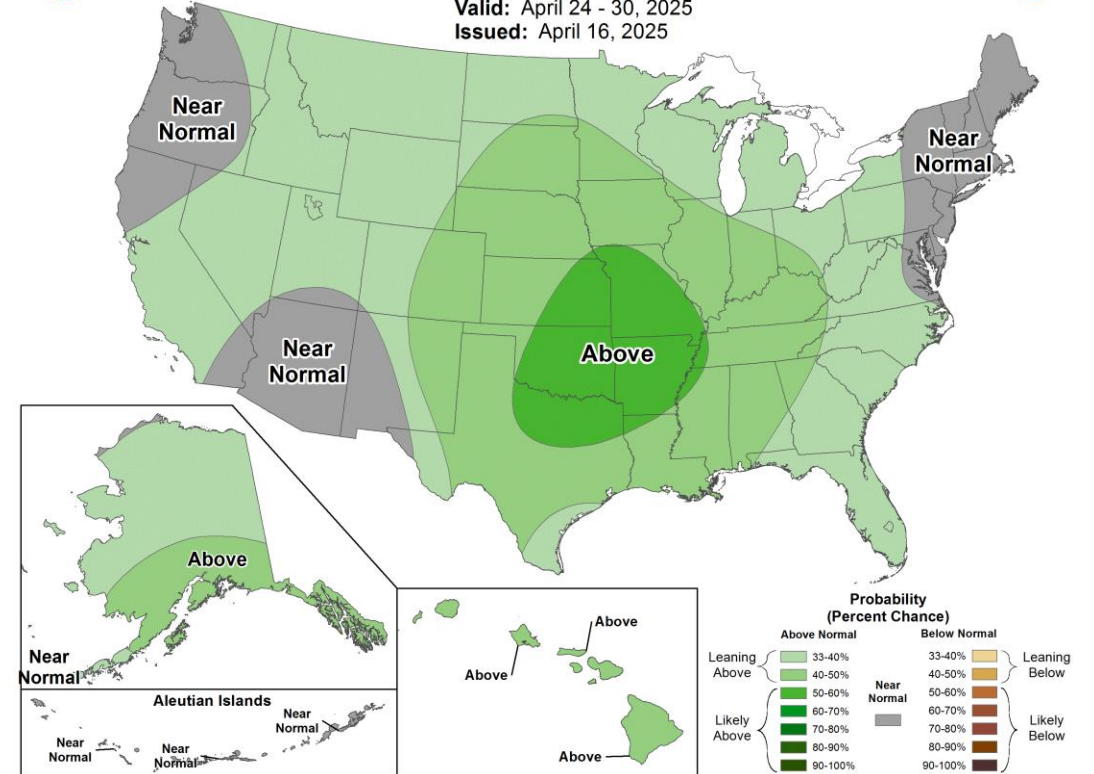 Valid: April 24 - 30, 2025
Issued: April 16, 2025
Near
Normal
Near
Normal
Near
Normal
Above
Above
Near
Normal
Aleutian Islands
Near
Normal
Near
Normal
Near
Normal
Above
Above
Above
Probability
(Percent Chance)
Above Normal
Below Normal
Leaning
Above
33-40%
40-50%
Likely
Above
50-60%
60-70%
70-80%
80-90%
90-100%
Near
Normal
33-40%
40-50%
Leaning
Below
50-60%
60-70%
70-80%
80-90%
90-100%
Likely
Below